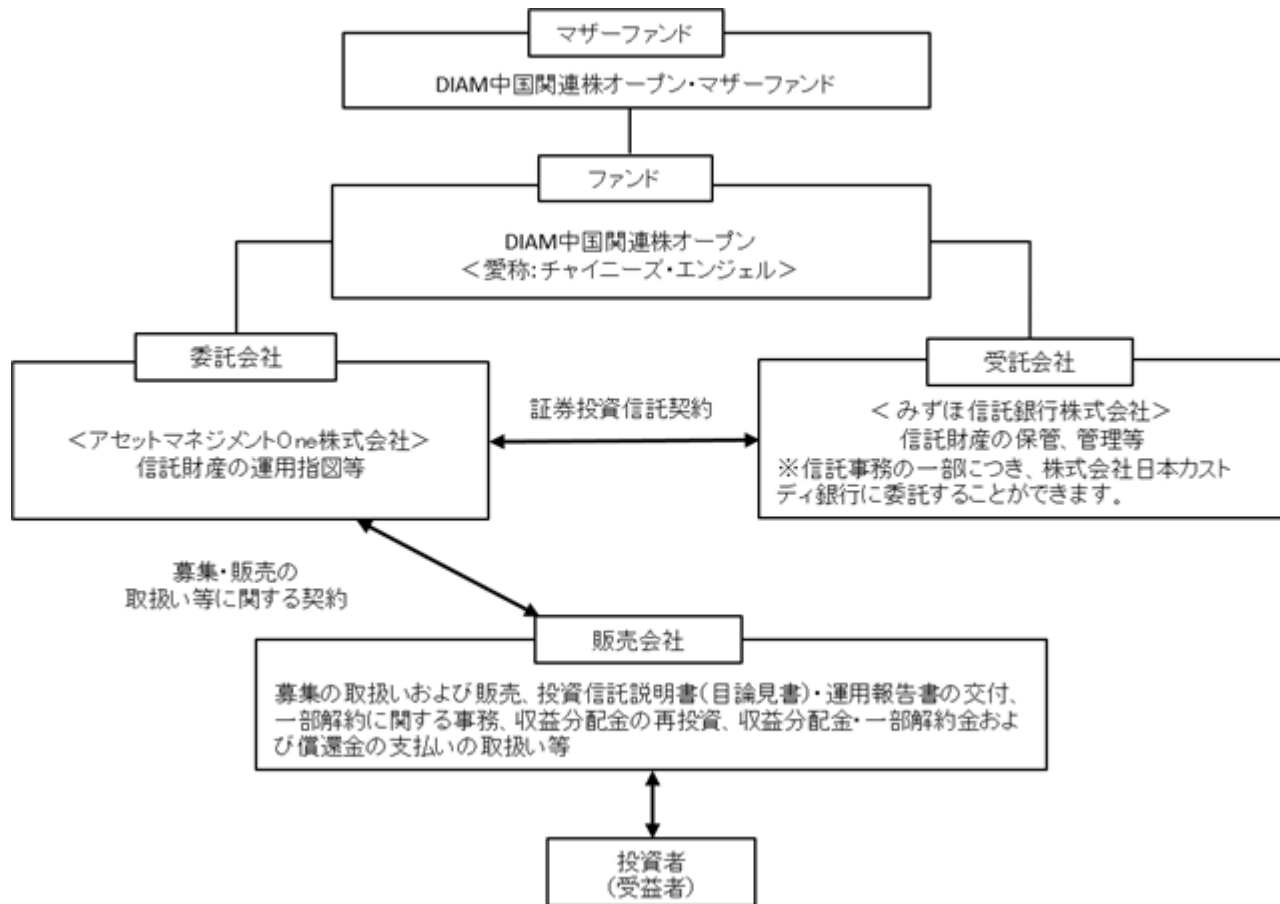 マザーファンド
DIAM中国関連株オープン・マザーファンド
ファンド
DIAM中国関連株オープン
＜愛称:チャイニーズ・エンジェル＞
委託会社
＜アセットマネジメントOne株式会社＞
信託財産の運用指図等
証券投資信託契約
受託会社
＜みずほ信託銀行株式会社＞
信託財産の保管、管理等
※信託事務の一部につき、株式会社日本カスト
ディ銀行に委託することができます。
募集・販売の
取扱い等に関する契約
販売会社
募集の取扱いおよび販売、投資信託説明書(目論見書)・運用報告書の交付、
一部解約に関する事務、収益分配金の再投資、収益分配金・一部解約金およ
び償還金の支払いの取扱い等
投資者
(受益者)